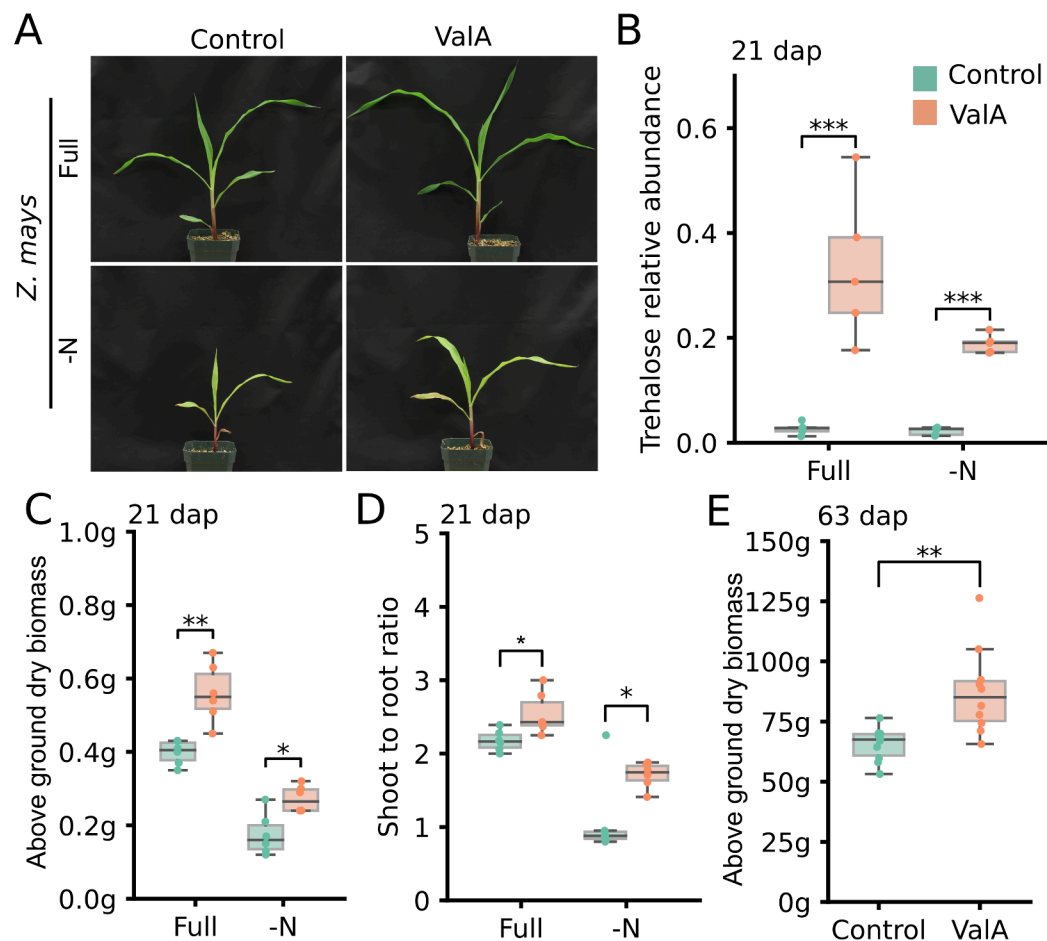 A
Control
ValA
Z. mays
Full
-N
B
21 dap
Control
ValA
Trehalose relative abundance
0.6
0.4
0.2
0.0
***
***
Full
-N
C
21 dap
Above ground dry biomass
1.0g
0.8g
0.6g
0.4g
0.2g
0.0g
**
*
Full
-N
D
21 dap
Shoot to root ratio
5
4
3
2
1
0
*
*
Full
-N
E
63 dap
Above ground dry biomass
150g
125g
100g
75g
50g
25g
0g
**
Control
ValA